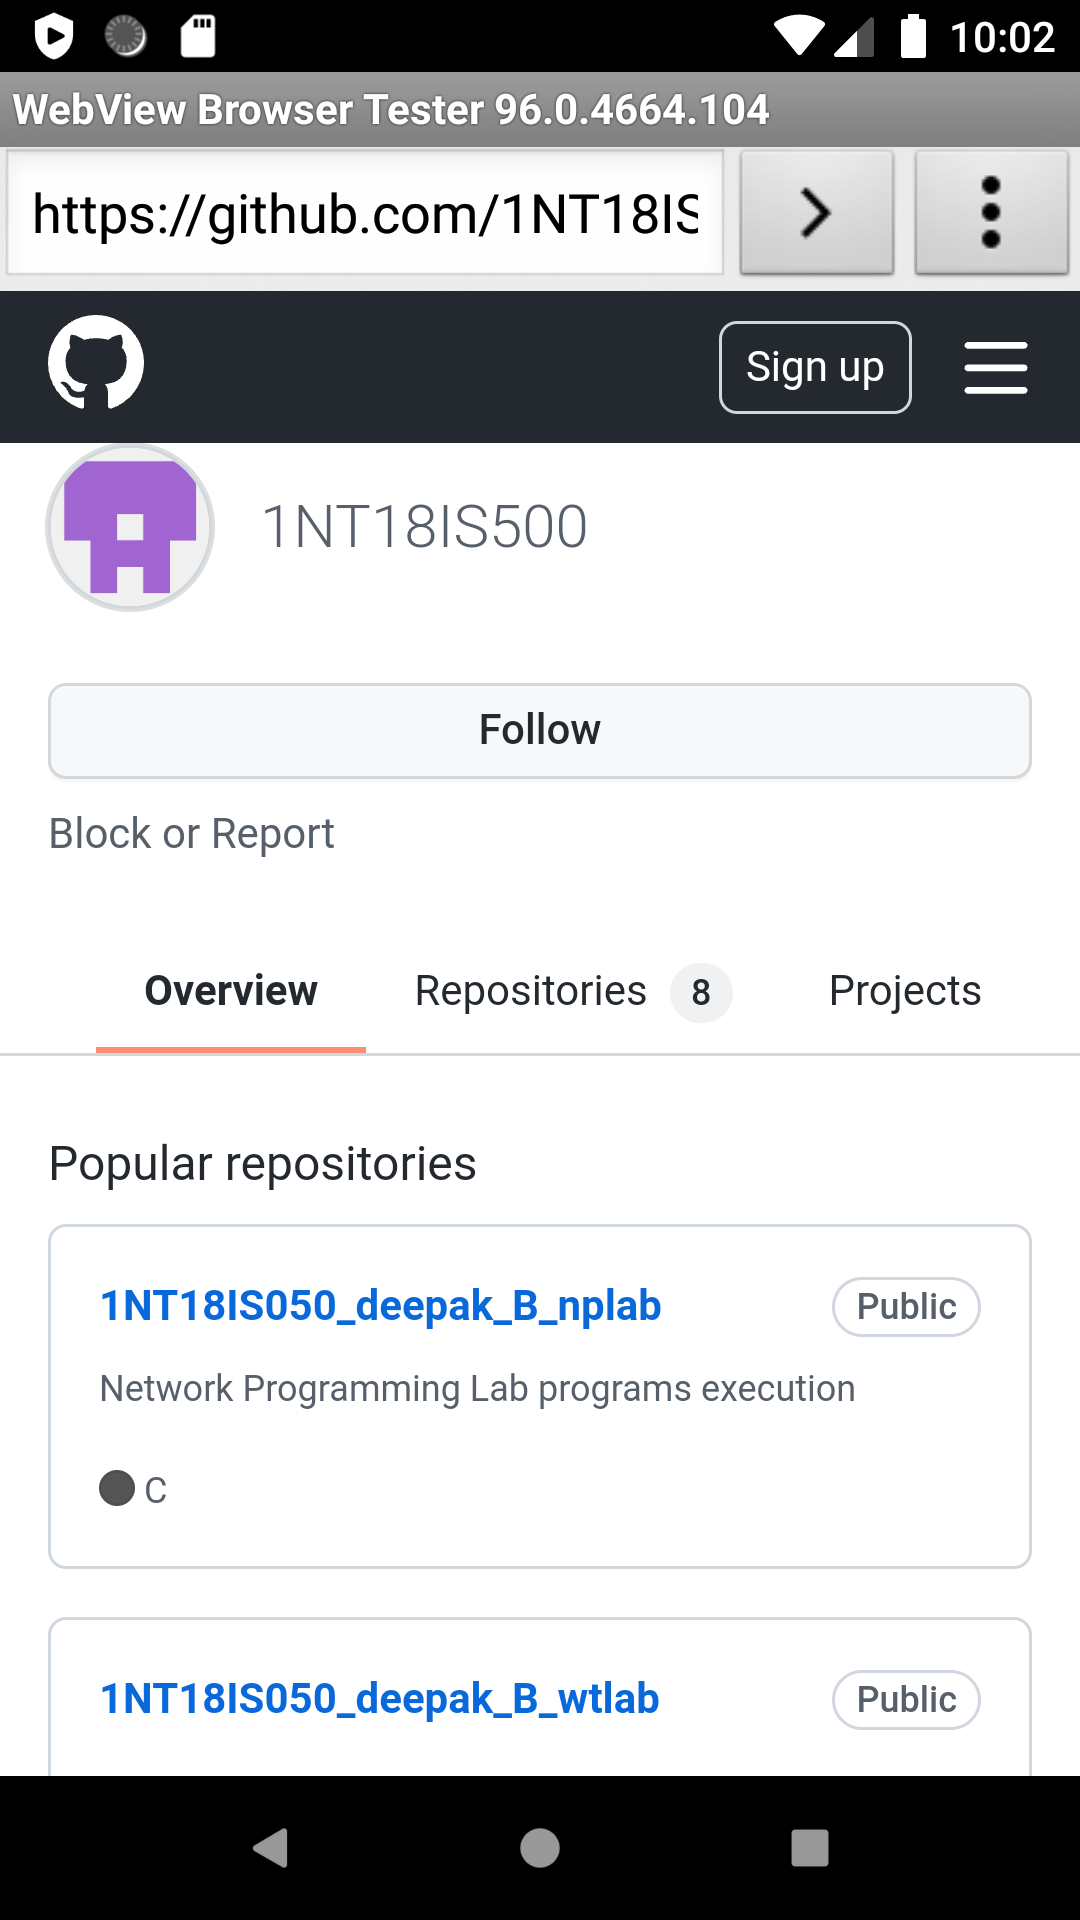 10:02
WebView Browser Tester 96.0.4664.104
https://github.com/1NT18IS
Sign up
1NT18IS500
Follow
Block or Report
Overview Repositories 8 Projects
Popular repositories
1NT18IS050_deepak_B_nplab Public
Network Programming Lab programs execution
C
1NT18IS050_deepak_B_wtlab Public